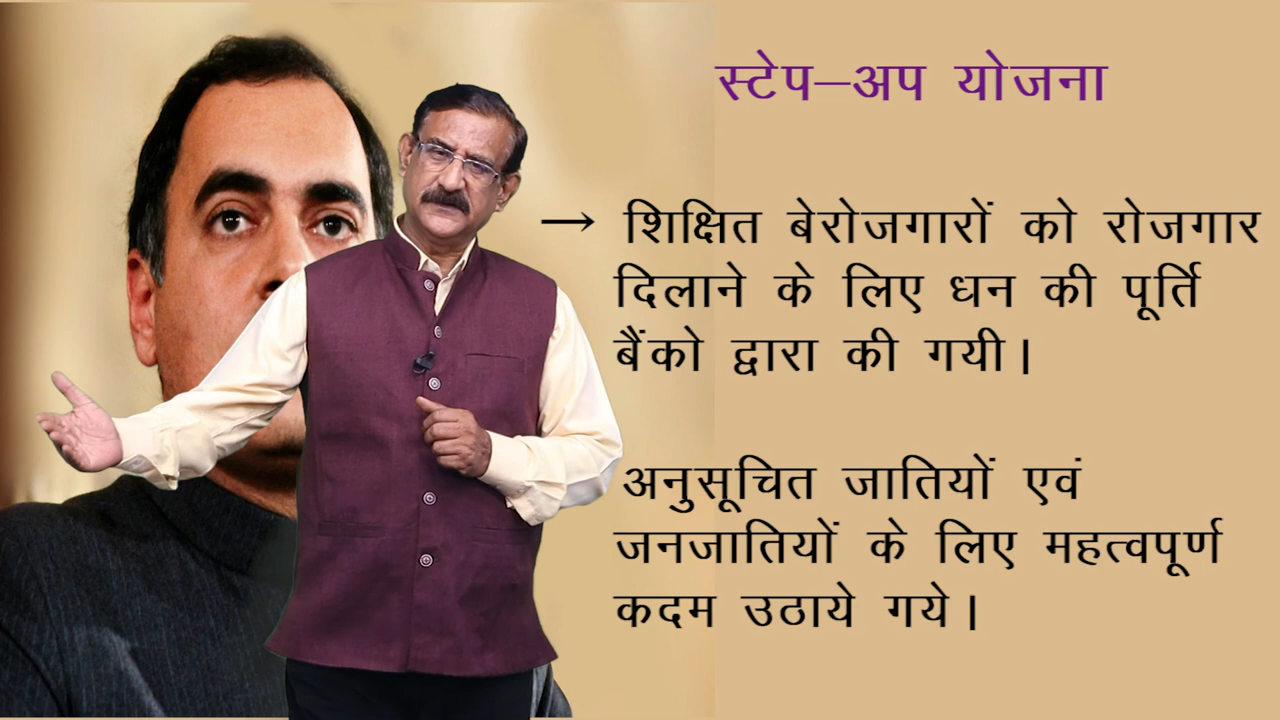 स्टेप–अप योजना
→ शिक्षित बेरोजगारों को रोजगार
दिलाने के लिए धन की पूर्ति
बैंको द्वारा की गयी।
अनुसूचित जातियों एवं
जनजातियों के लिए महत्वपूर्ण
कदम उठाये गये।